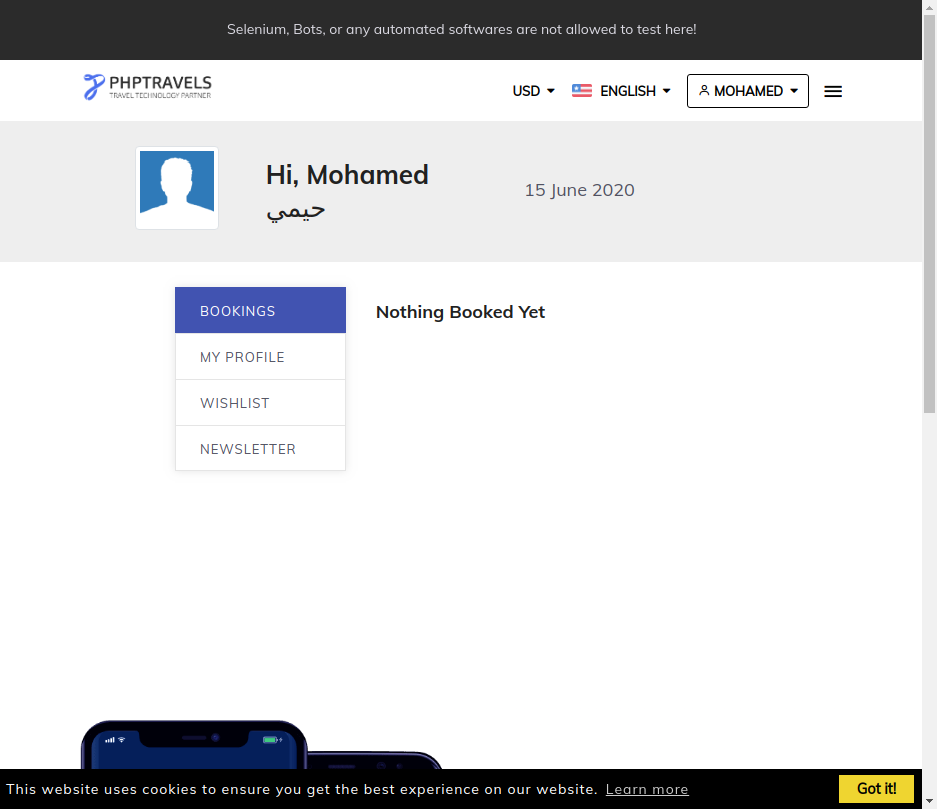 Selenium, Bots, or any automated softwares are not allowed to test here!
PHPTRAVELS
TRAVEL TECHNOLOGY PARTNER
USD
ENGLISH
MOHAMED
Hi, Mohamed
حيمي
15 June 2020
BOOKINGS
Nothing Booked Yet
MY PROFILE
WISHLIST
NEWSLETTER
This website uses cookies to ensure you get the best experience on our website. Learn more
Got it!